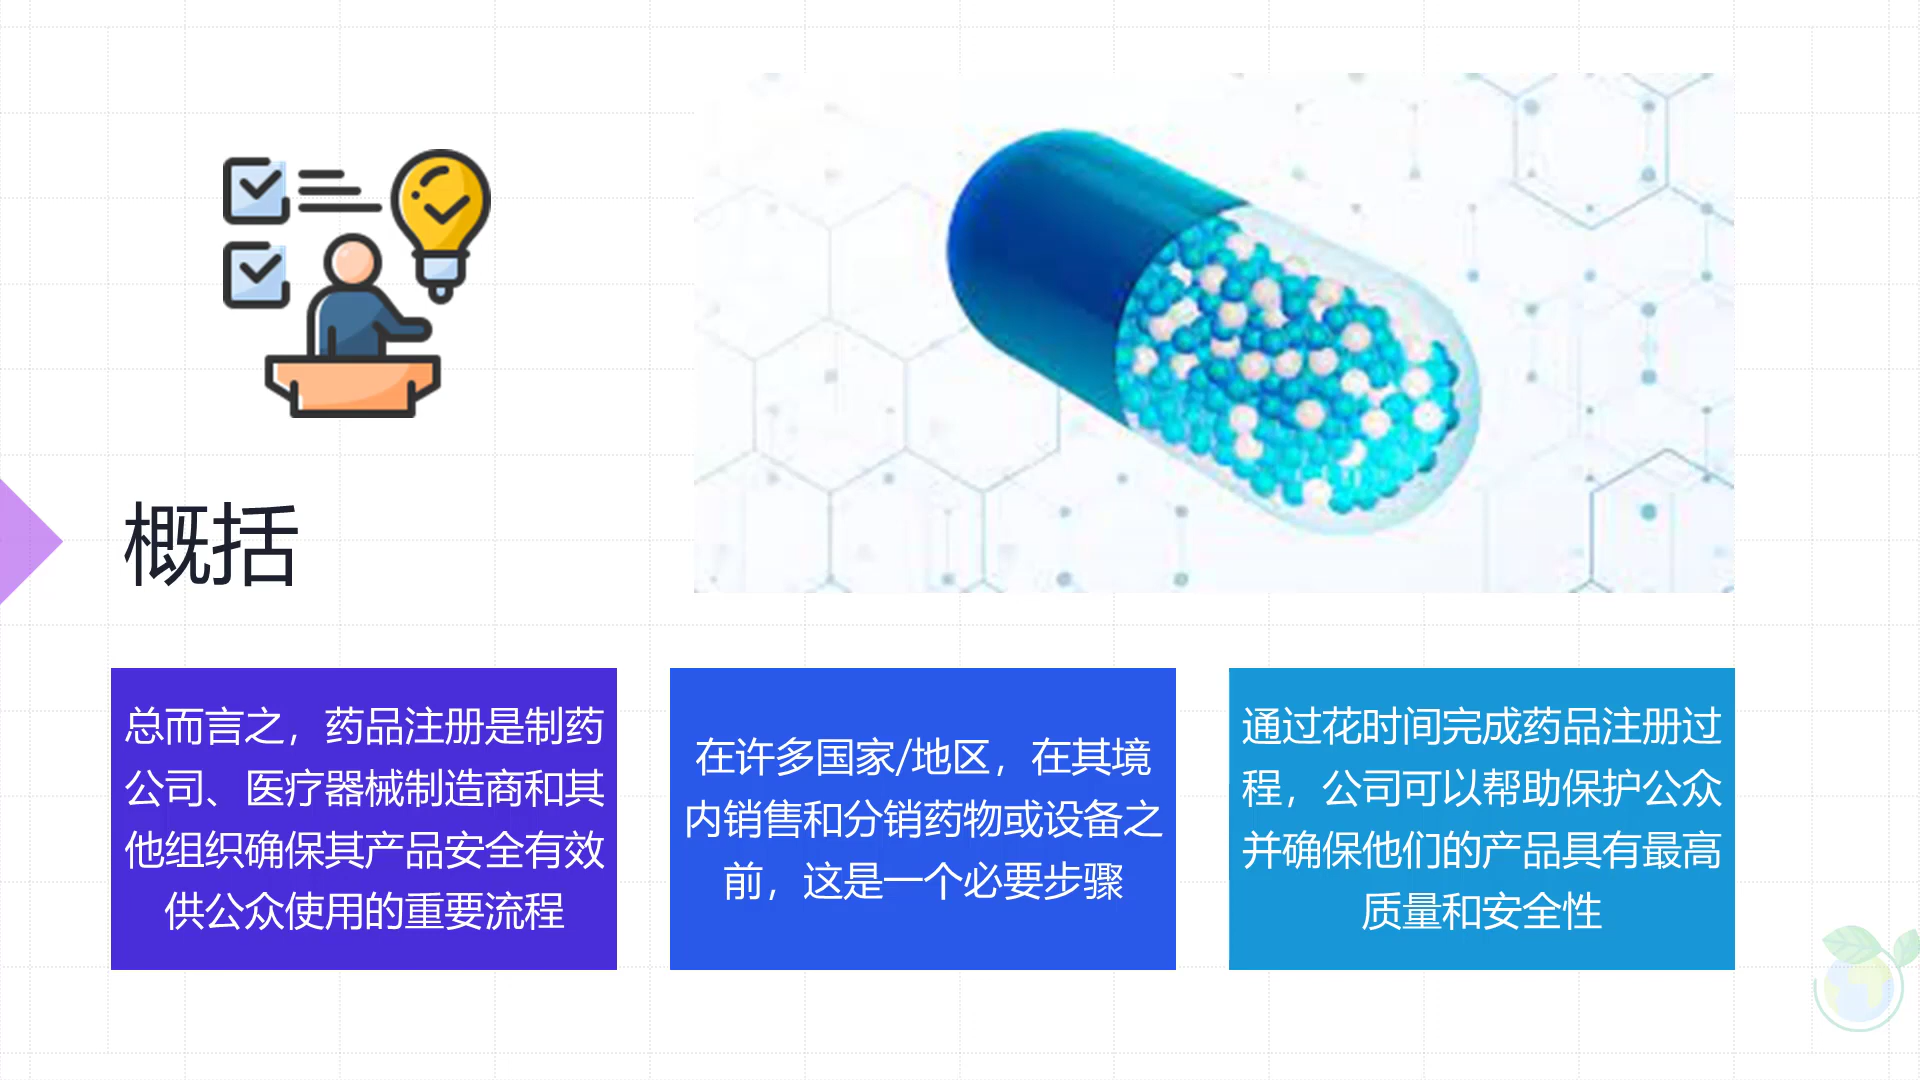 概括
总而言之，药品注册是制药
公司、医疗器械制造商和其
他组织确保其产品安全有效
供公众使用的重要流程
在许多国家/地区，在其境
内销售和分销药物或设备之
前，这是一个必要步骤
通过花时间完成药品注册过
程，公司可以帮助保护公众
并确保他们的产品具有最高
质量和安全性